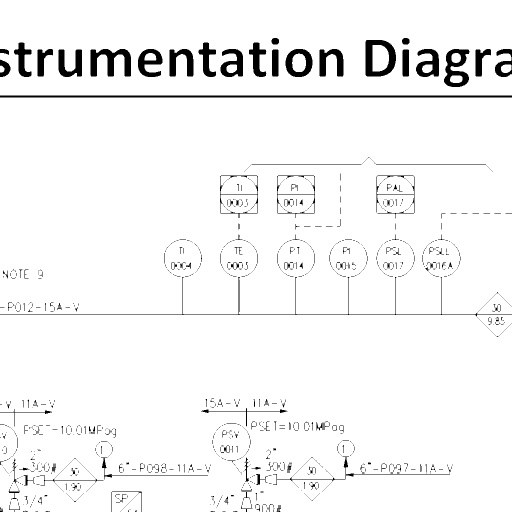 strumentation Diagra
TI 0003
PI 0014
PAL 0017
TI 0004
TE 0003
PT 0014
PI 0015
PSL 0017
PSLL 0016A
NOTE 9
-P012-15A-V
30 9.85
-V 11A-V
15A-V 11A-V
PSET=10.01MPag
PSV 0011
PSET=10.01MPag
1
1
2"
300#
30
1.90
6"-P098-11A-V
2"
300#
30
1.90
6"-P097-11A-V
3/4"
SP
3/4"
1"
900#